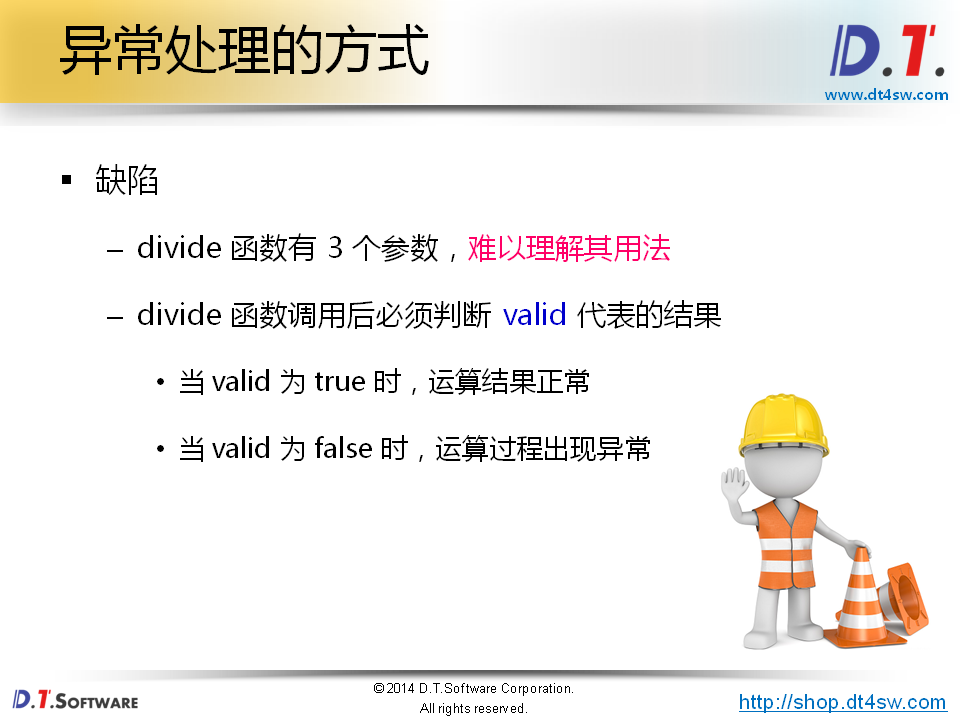 异常处理的方式
D.T.
www.dt4sw.com
▪ 缺陷
– divide 函数有 3 个参数，难以理解其用法
– divide 函数调用后必须判断 valid 代表的结果
• 当 valid 为 true 时，运算结果正常
• 当 valid 为 false 时，运算过程出现异常
D.T.SOFTWARE
©2014 D.T.Software Corporation.
All rights reserved.
http://shop.dt4sw.com